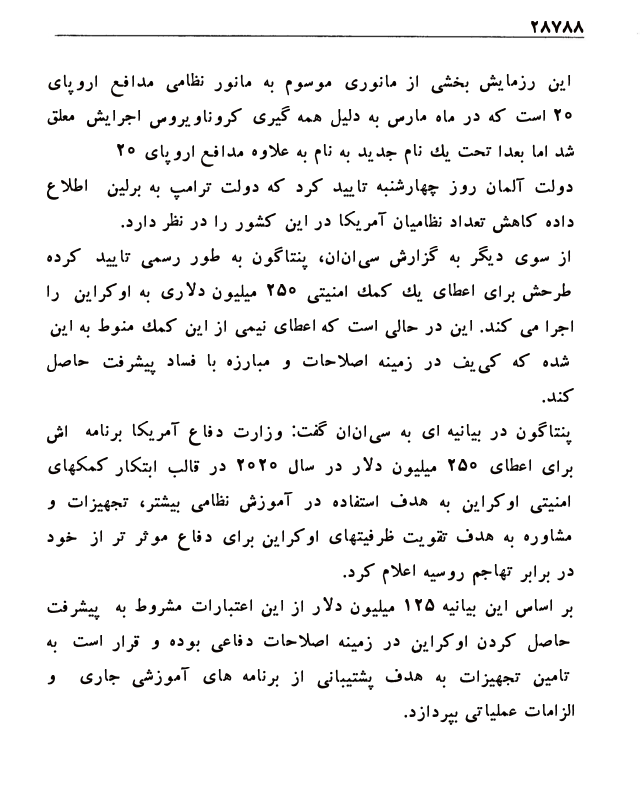 ۲۸۷۸۸
این رزمایش بخشی از مانوری موسوم به مانور نظامی مدافع اروپای
۲۰ است که در ماه مارس به دلیل همه گیری کروناویروس اجرایش معلق
شد اما بعدا تحت یك نام جدید به نام به علاوه مدافع اروپای ۲۰
دولت آلمان روز چهارشنبه تایید کرد که دولت ترامپ به برلین اطلاع
داده کاهش تعداد نظامیان آمریکا در این کشور را در نظر دارد.
از سوی دیگر به گزارش سی‌ان‌ان، پنتاگون به طور رسمی تایید کرده
طرحش برای اعطای یك کمك امنیتی ۲۵۰ میلیون دلاری به اوکراین را
اجرا می کند. این در حالی است که اعطای نیمی از این کمك منوط به این
شده که کی‌یف در زمینه اصلاحات و مبارزه با فساد پیشرفت حاصل
کند.
پنتاگون در بیانیه ای به سی‌ان‌ان گفت: وزارت دفاع آمریکا برنامه اش
برای اعطای ۲۵۰ میلیون دلار در سال ۲۰۲۰ در قالب ابتکار کمکهای
امنیتی اوکراین به هدف استفاده در آموزش نظامی بیشتر، تجهیزات و
مشاوره به هدف تقویت ظرفیتهای اوکراین برای دفاع موثر تر از خود
در برابر تهاجم روسیه اعلام کرد.
بر اساس این بیانیه ۱۲۵ میلیون دلار از این اعتبارات مشروط به پیشرفت
حاصل کردن اوکراین در زمینه اصلاحات دفاعی بوده و قرار است به
تامین تجهیزات به هدف پشتیبانی از برنامه های آموزشی جاری و
الزامات عملیاتی بپردازد.